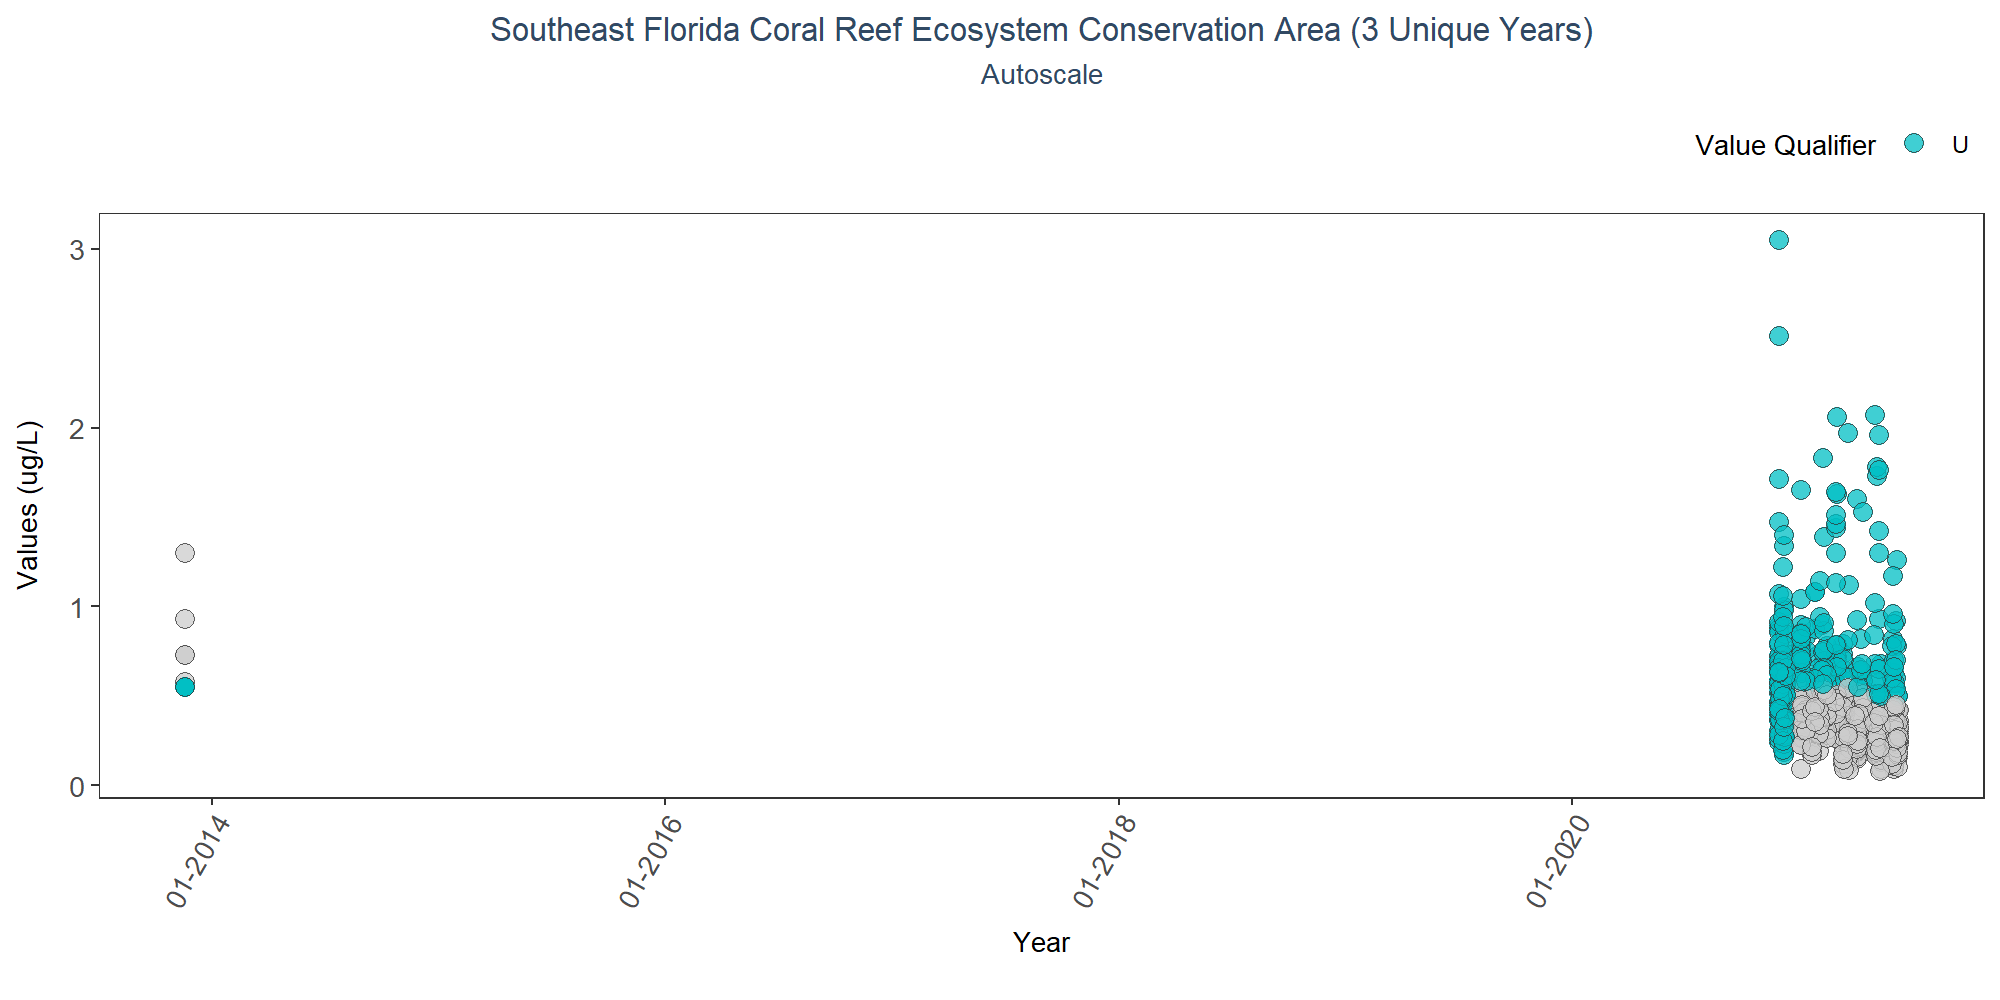 Southeast Florida Coral Reef Ecosystem Conservation Area (3 Unique Years)
Autoscale
Value Qualifier U
Values (ug/L)
3
2
1
0
01-2014
01-2016
01-2018
01-2020
Year